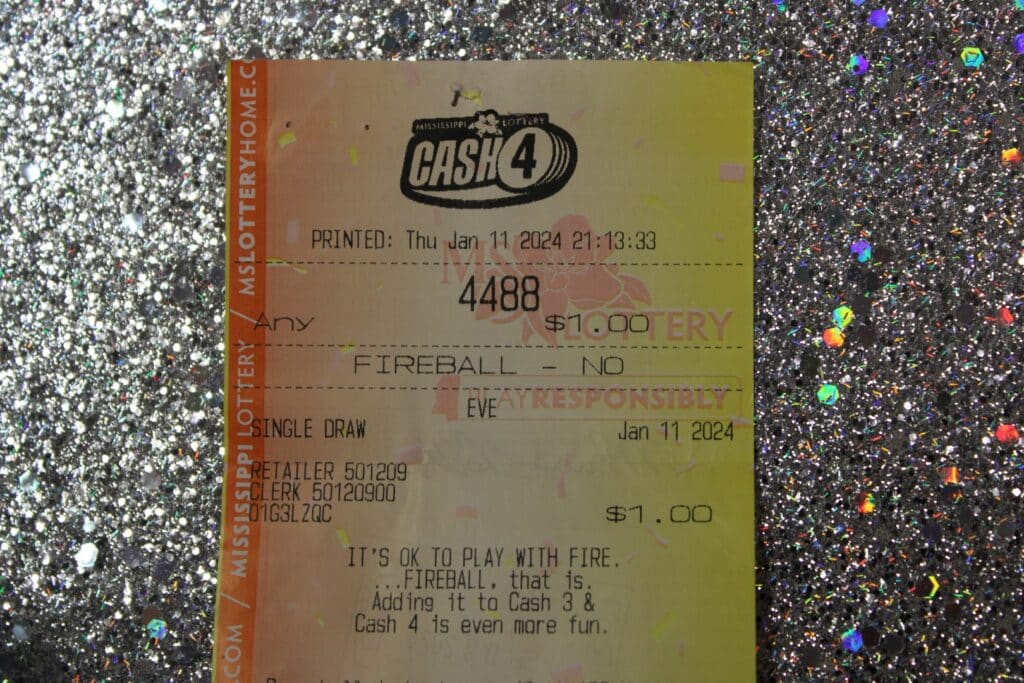 MISSISSIPPI LOTTERY
CASH 4
PRINTED: Thu Jan 11 2024 21:13:33
4488
Any $1.00
FIREBALL - NO
EVE
SINGLE DRAW Jan 11 2024
RETAILER 501209
CLERK 50120900
01G3LZQC
$1.00
IT'S OK TO PLAY WITH FIRE.
...FIREBALL, that is.
Adding it to Cash 3 &
Cash 4 is even more fun.
MS LOTTERY
PLAY RESPONSIBLY
.COM / MISSISSIPPI LOTTERY / MSLOTTERYHOME.C